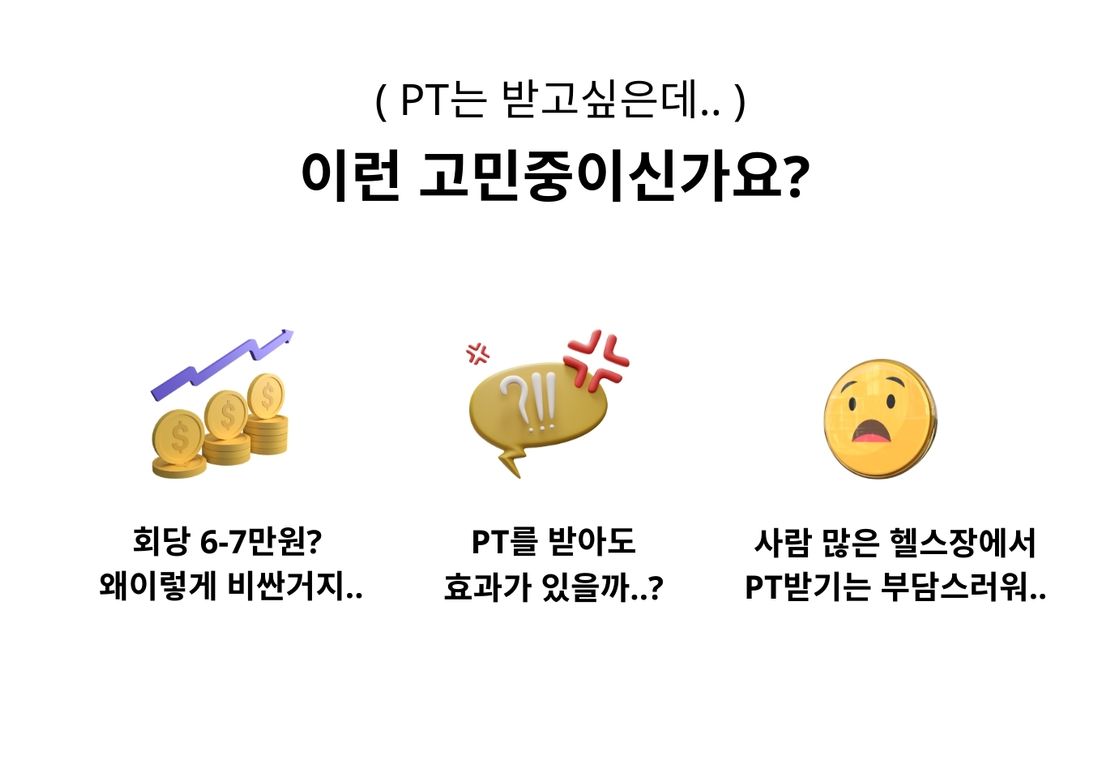 ( PT는 받고싶은데.. )
이런 고민중이신가요?
?!!
회당 6-7만원?
왜이렇게 비싼거지..
PT를 받아도
효과가 있을까..?
사람 많은 헬스장에서
PT받기는 부담스러워..